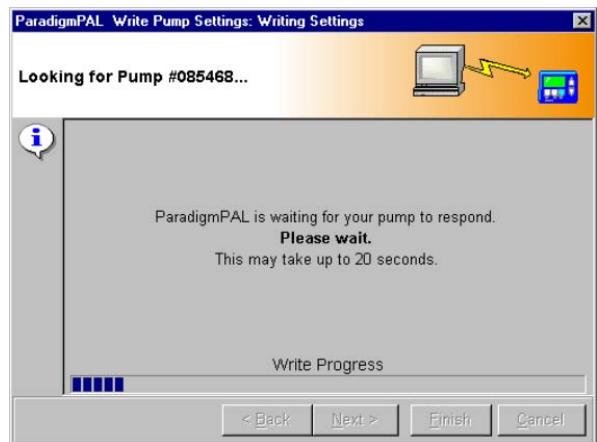 ParadigmPAL Write Pump Settings: Writing Settings
Looking for Pump #085468...
ParadigmPAL is waiting for your pump to respond.
Please wait.
This may take up to 20 seconds.
Write Progress
< Back Next > Finish Cancel